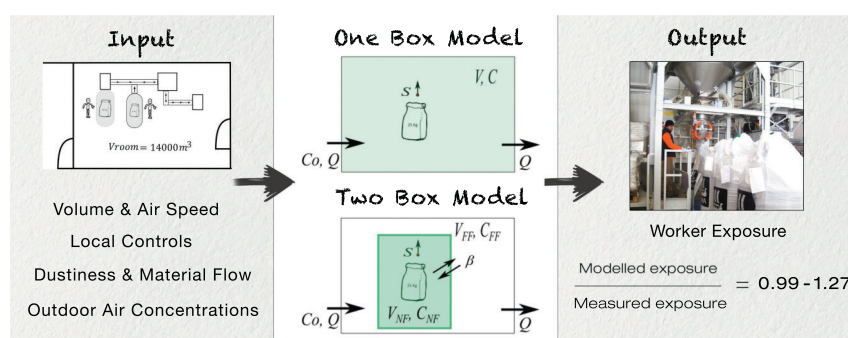 Input
Vroom = 14000m³
Volume & Air Speed
Local Controls
Dustiness & Material Flow
Outdoor Air Concentrations
One Box Model
V, C
S
Co, Q
Q
Two Box Model
V_FF, C_FF
S
β
V_NF, C_NF
Co, Q
Q
Output
Worker Exposure
Modelled exposure
Measured exposure
= 0.99 - 1.27